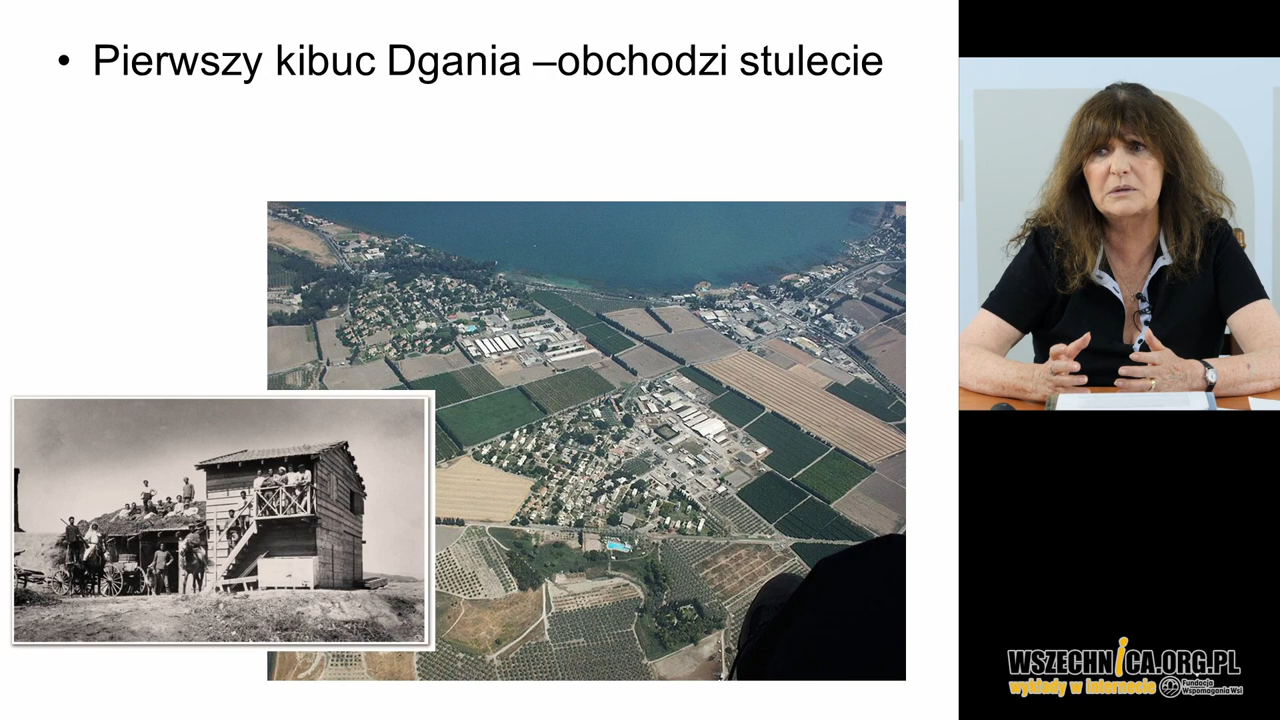 • Pierwszy kibuc Dgania –obchodzi stulecie
WSZECHNICA.ORG.PL
wykłady w internecie
Fundacja
Wspomagania Wsi